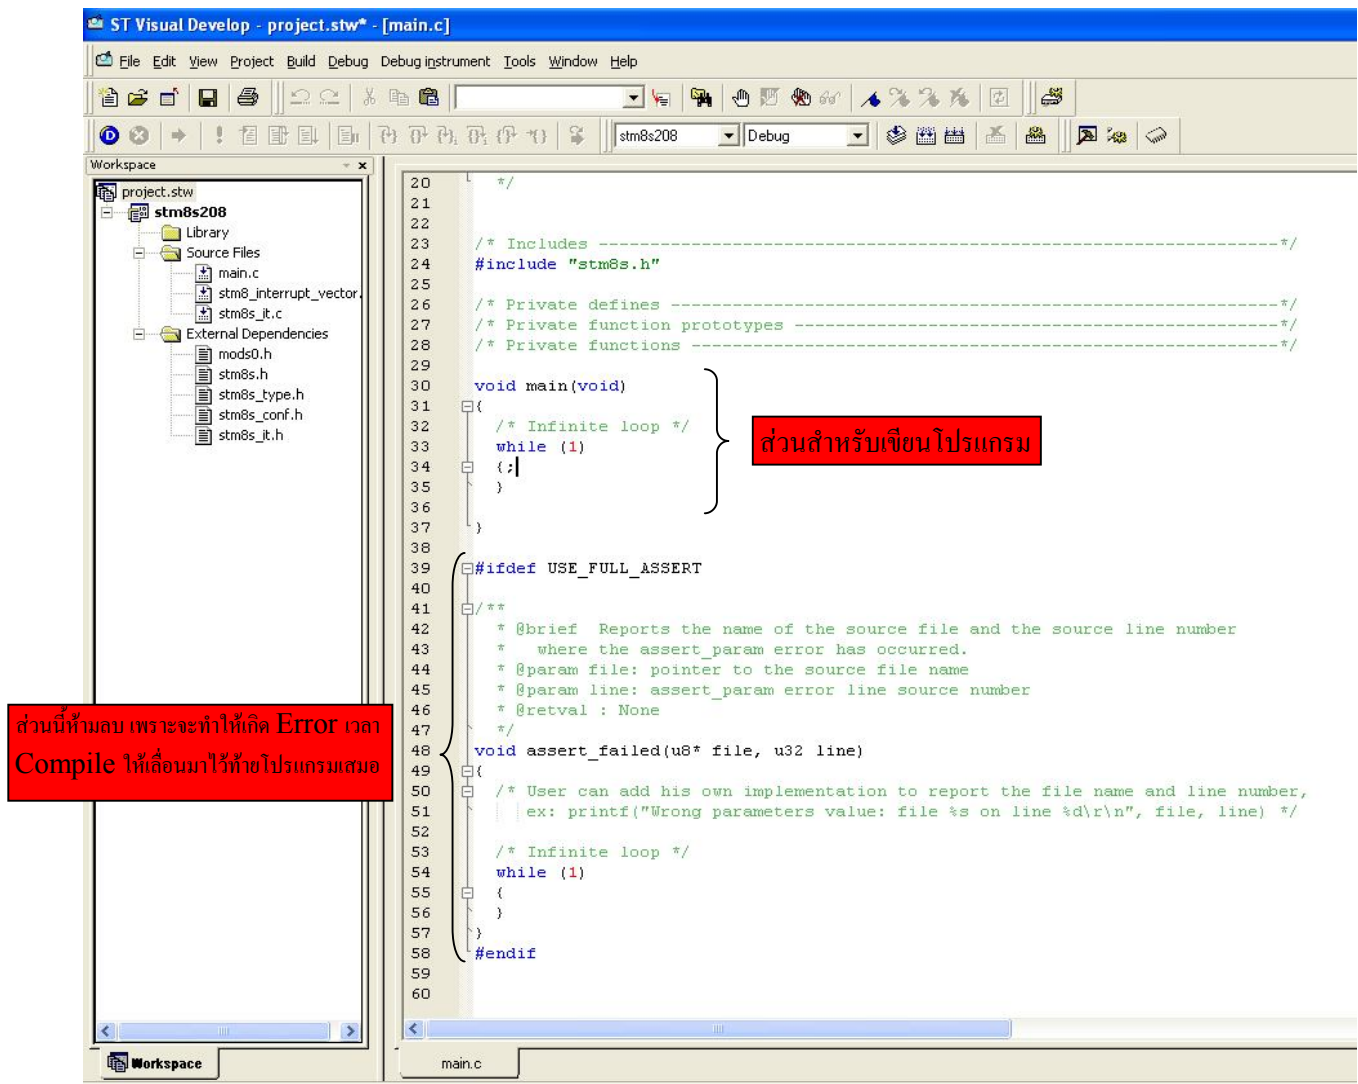 ST Visual Develop - project.stw* - [main.c]
File Edit View Project Build Debug Debug instrument Tools Window Help
stm8s208 Debug
Workspace
project.stw
stm8s208
Library
Source Files
main.c
stm8_interrupt_vector.
stm8s_it.c
External Dependencies
mods0.h
stm8s.h
stm8s_type.h
stm8s_conf.h
stm8s_it.h
20 */
21
22
23 /* Includes ------------------------------------------------------------------*/
24 #include "stm8s.h"
25
26 /* Private defines -----------------------------------------------------------*/
27 /* Private function prototypes -----------------------------------------------*/
28 /* Private functions ---------------------------------------------------------*/
29
30 void main(void)
31 {
32 /* Infinite loop */
33 while (1)
34 {;
35 }
36
37 }
38
39 #ifdef USE_FULL_ASSERT
40
41 /**
42 * @brief Reports the name of the source file and the source line number
43 * where the assert_param error has occurred.
44 * @param file: pointer to the source file name
45 * @param line: assert_param error line source number
46 * @retval : None
47 */
48 void assert_failed(u8* file, u32 line)
49 {
50 /* User can add his own implementation to report the file name and line number,
51 ex: printf("Wrong parameters value: file %s on line %d\r\n", file, line) */
52
53 /* Infinite loop */
54 while (1)
55 {
56 }
57 }
58 #endif
59
60
ส่วนสำหรับเขียนโปรแกรม
ส่วนนี้ห้ามลบ เพราะจะทำให้เกิด Error เวลา
Compile ให้เลื่อนมาไว้ท้ายโปรแกรมเสมอ
Workspace
main.c